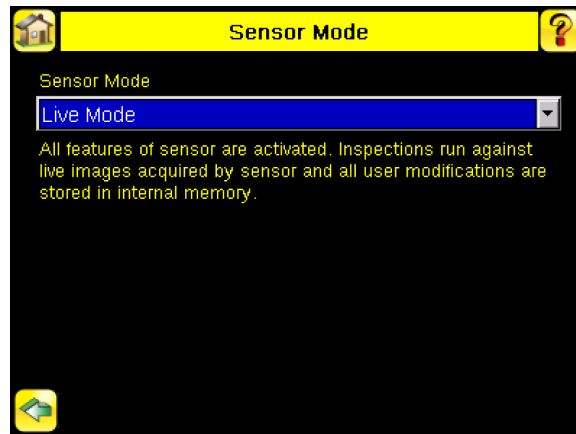 Sensor Mode
?
Sensor Mode
Live Mode
All features of sensor are activated. Inspections run against
live images acquired by sensor and all user modifications are
stored in internal memory.